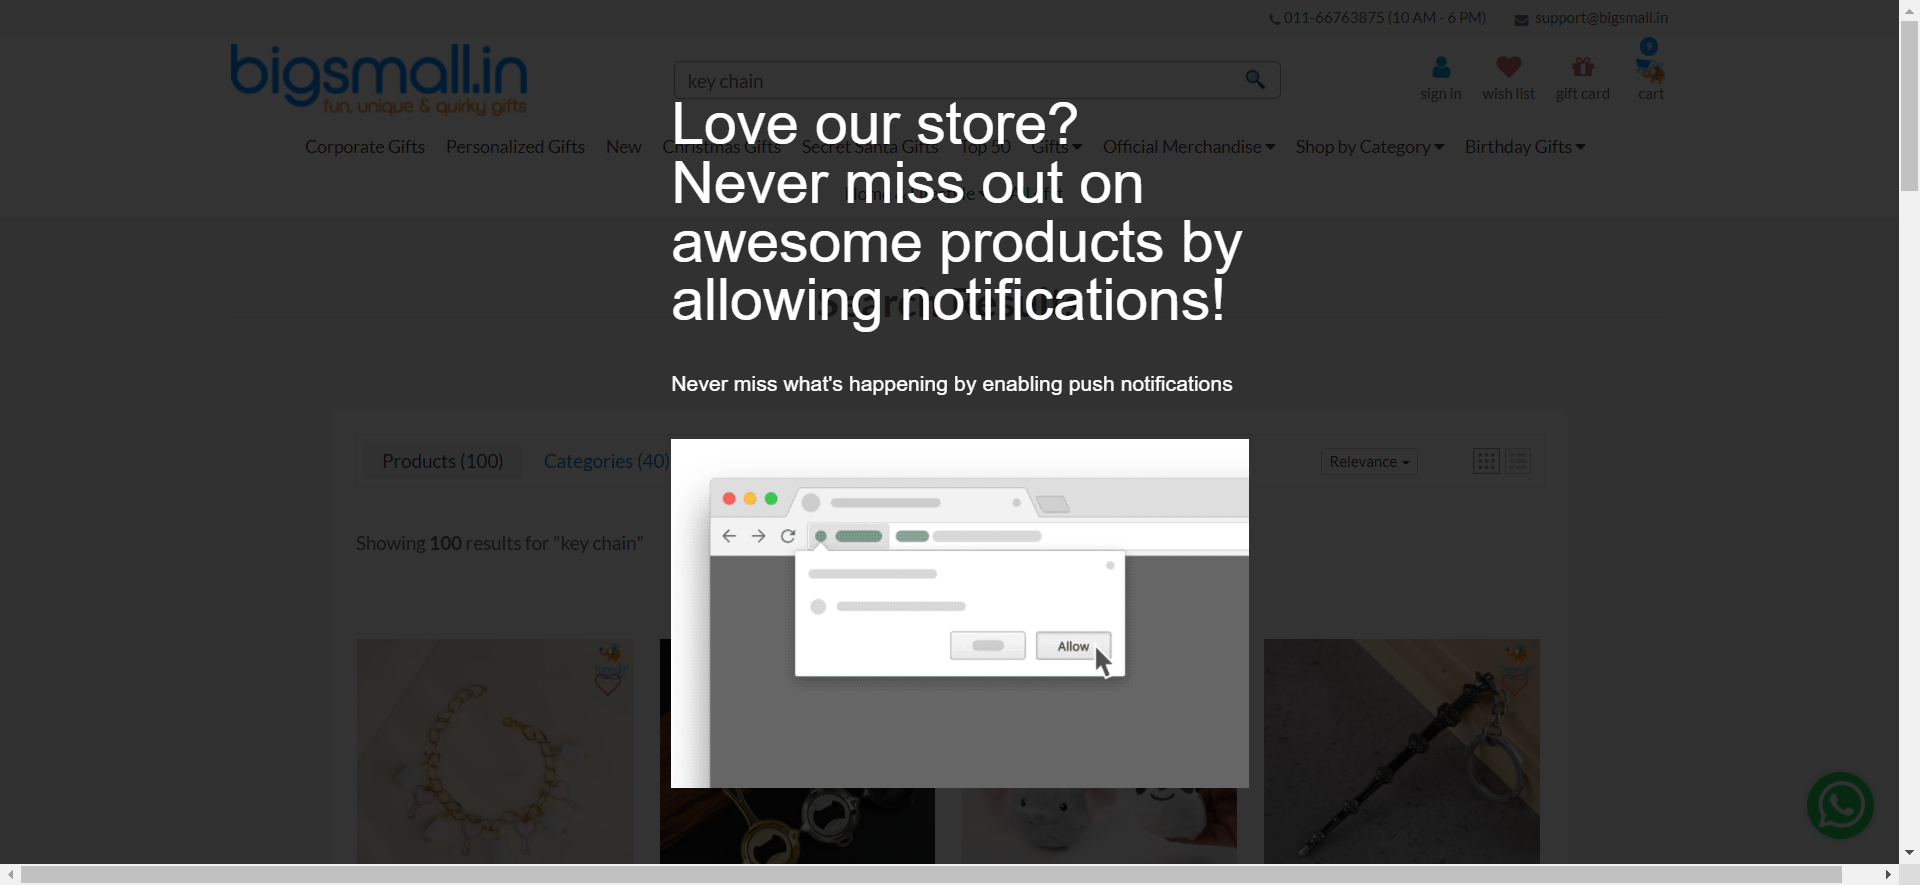 011-66763875 (10 AM - 6 PM) support@bigsmall.in
bigsmall.in
fun, unique & quirky gifts
key chain
9
sign in wish list gift card cart
Love our store?
Never miss out on
awesome products by
allowing notifications!
Corporate Gifts Personalized Gifts New Christmas Gifts Secret Santa Gifts Top 50 Gifts Official Merchandise Shop by Category Birthday Gifts
Search Results
Never miss what's happening by enabling push notifications
Products (100) Categories (40) Relevance
Showing 100 results for "key chain"
Allow